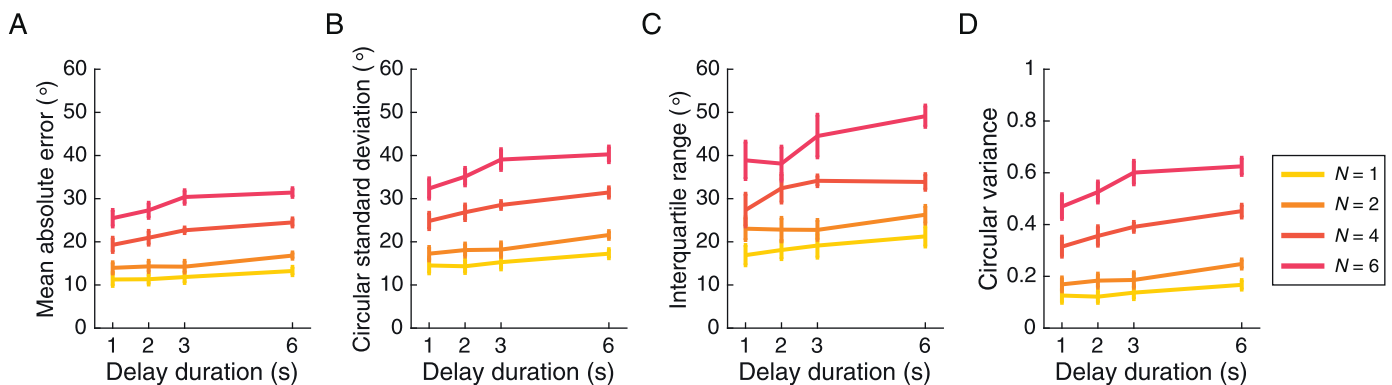 A
Mean absolute error (°)
60
50
40
30
20
10
0
1 2 3 6
Delay duration (s)
B
Circular standard deviation (°)
60
50
40
30
20
10
0
1 2 3 6
Delay duration (s)
C
Interquartile range (°)
60
50
40
30
20
10
0
1 2 3 6
Delay duration (s)
D
Circular variance
1
0.8
0.6
0.4
0.2
0
1 2 3 6
Delay duration (s)
N = 1
N = 2
N = 4
N = 6